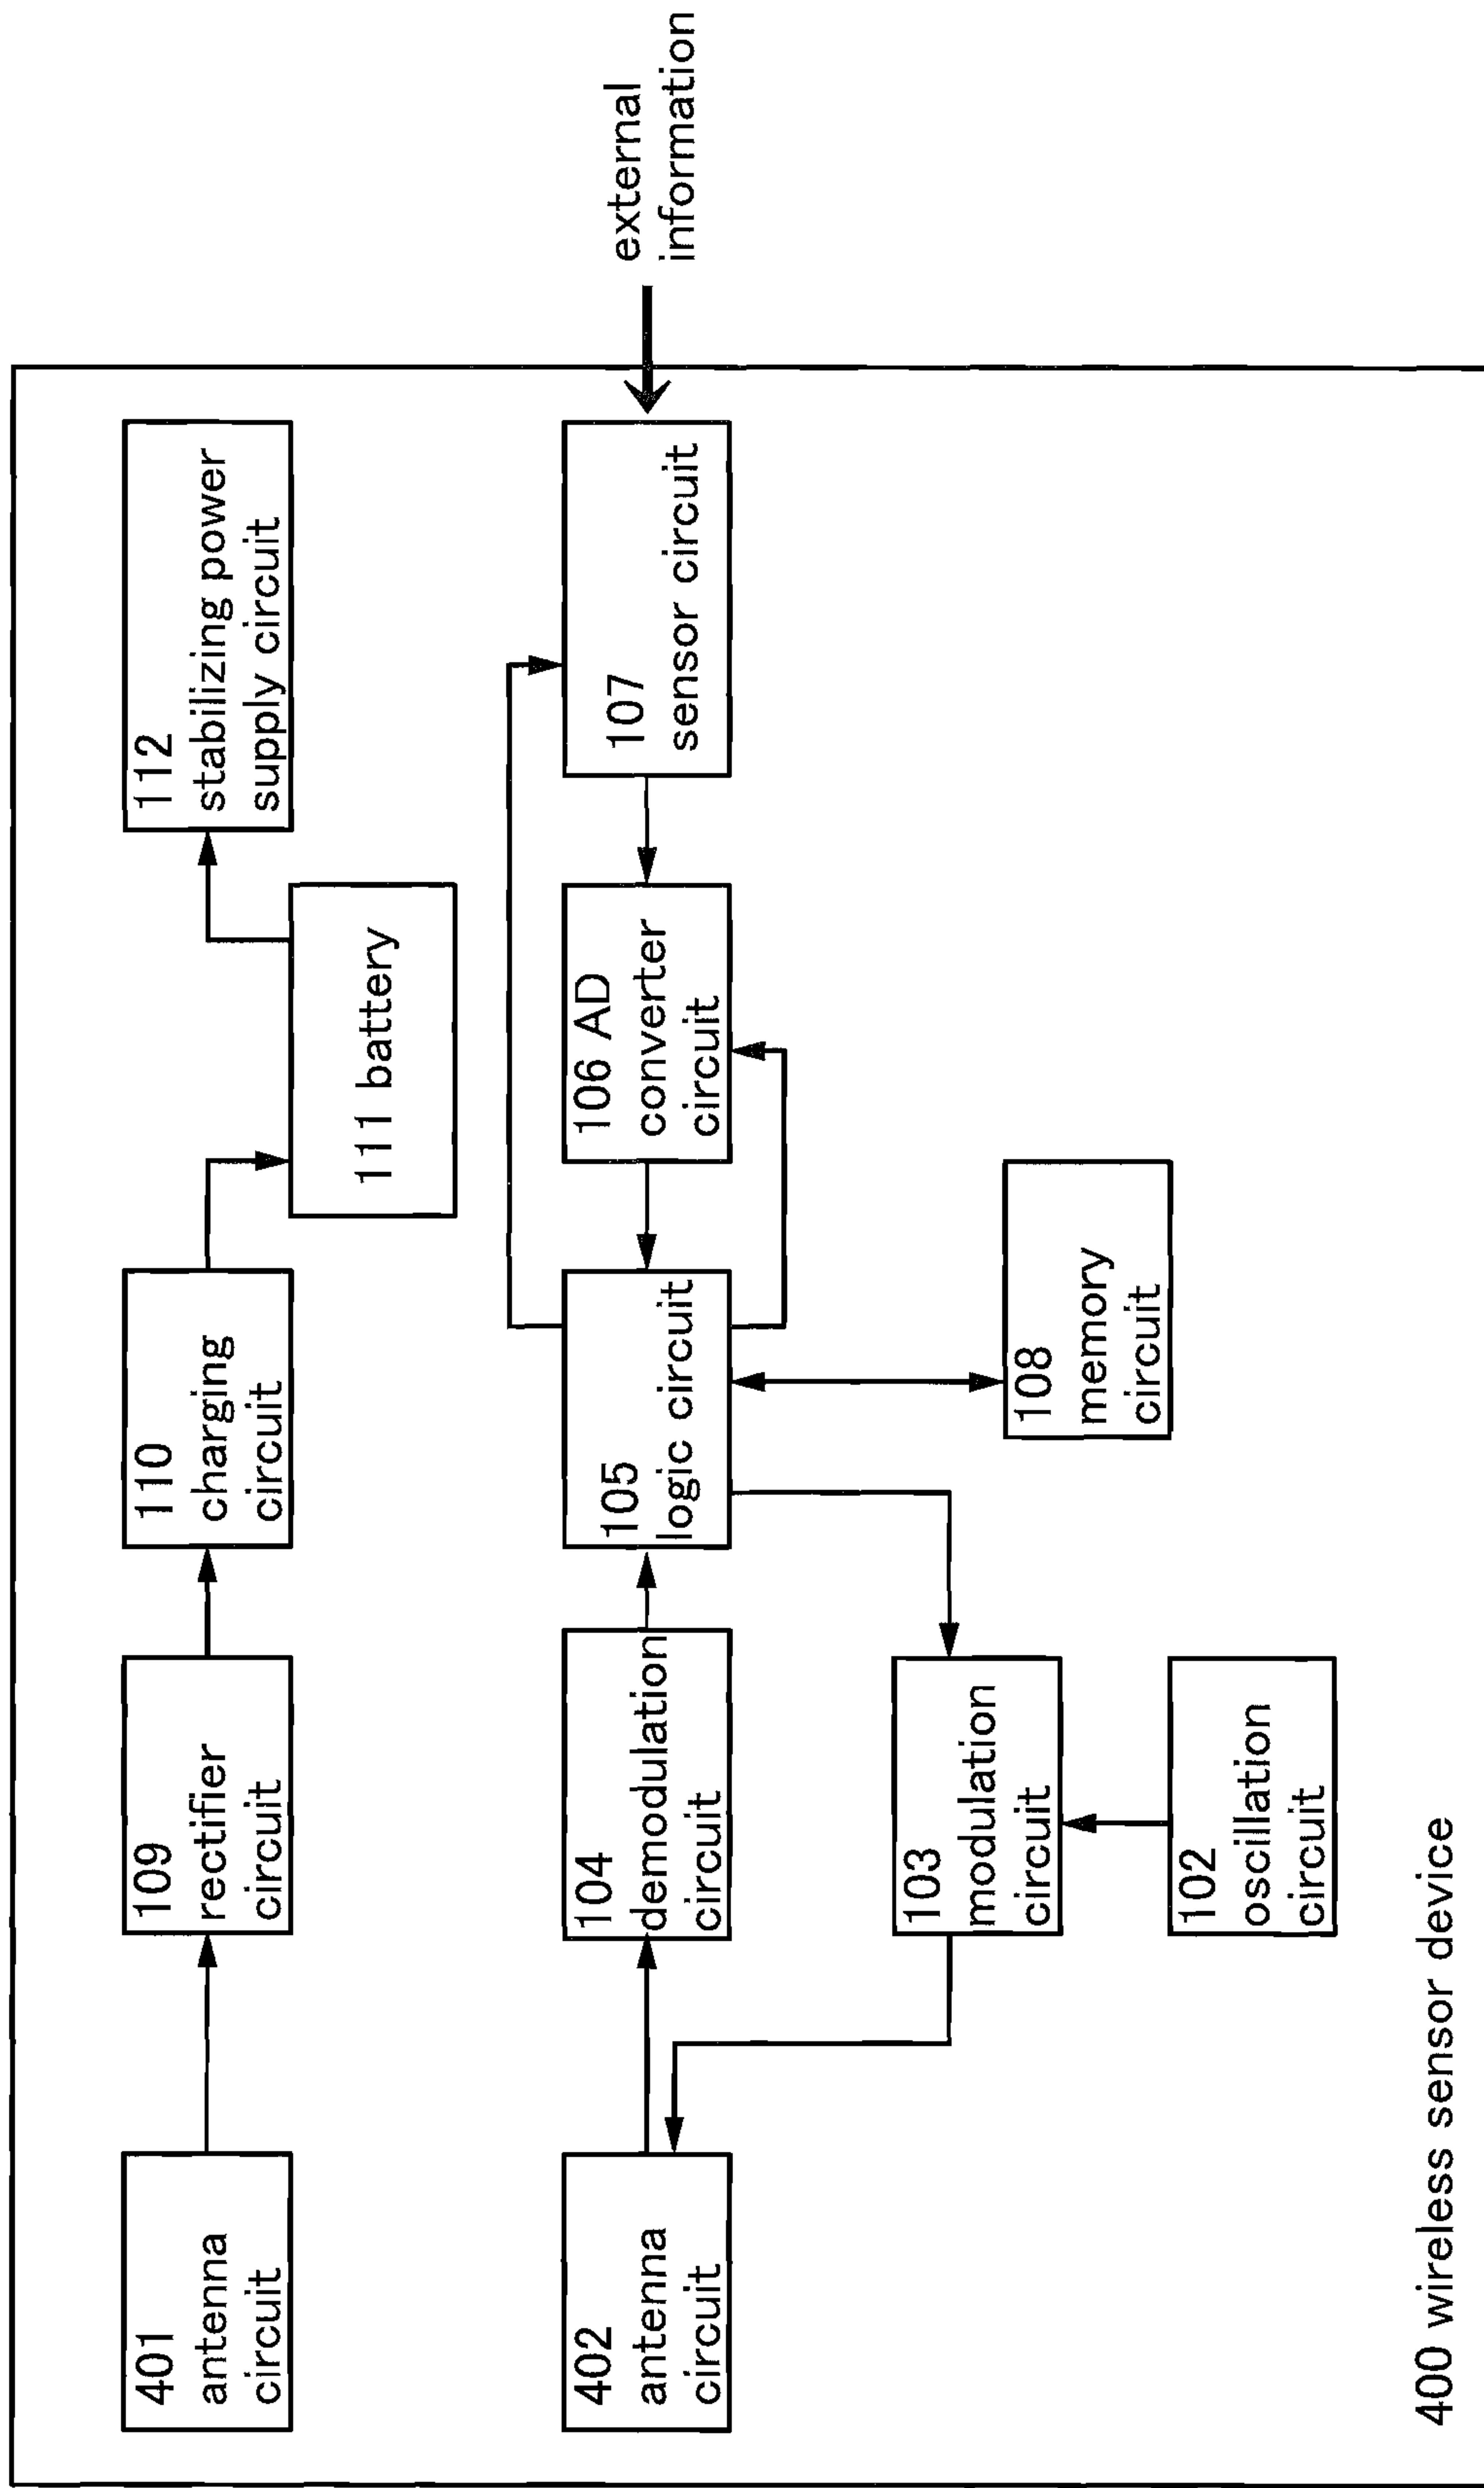 401
antenna
circuit
109
rectifier
circuit
110
charging
circuit
111 battery
112
stabilizing power
supply circuit
402
antenna
circuit
104
demodulation
circuit
105
logic circuit
106 AD
converter
circuit
107
sensor circuit
external
information
103
modulation
circuit
108
memory
circuit
102
oscillation
circuit
400 wireless sensor device